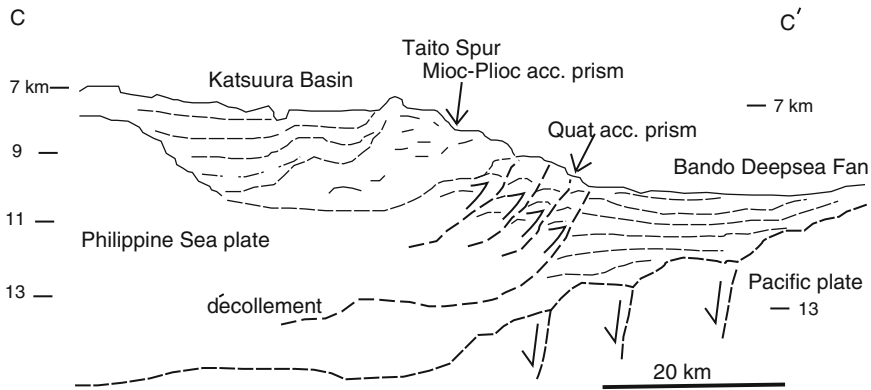 C
C′
Taito Spur
Mioc-Plioc acc. prism
Katsuura Basin
7 km
7 km
Quat acc. prism
9
Bando Deepsea Fan
11
Philippine Sea plate
Pacific plate
13
13
décollement
20 km